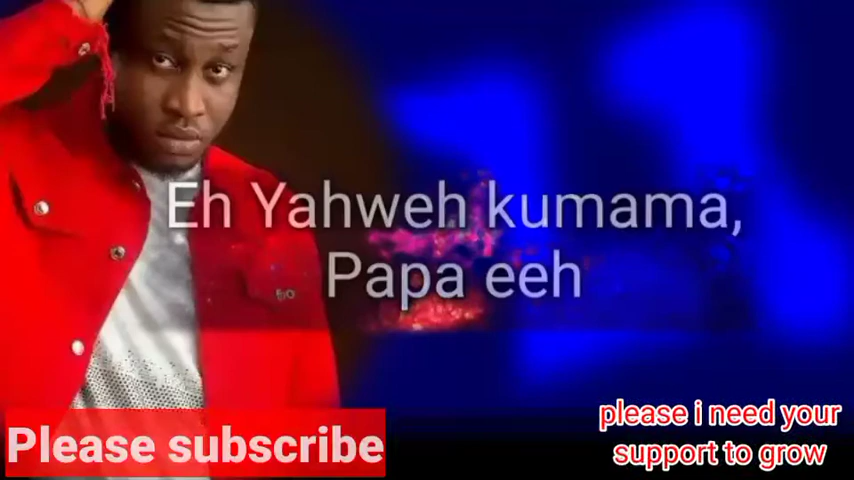 Eh Yahweh kumama,
Papa eeh
Please subscribe
please i need your
support to grow